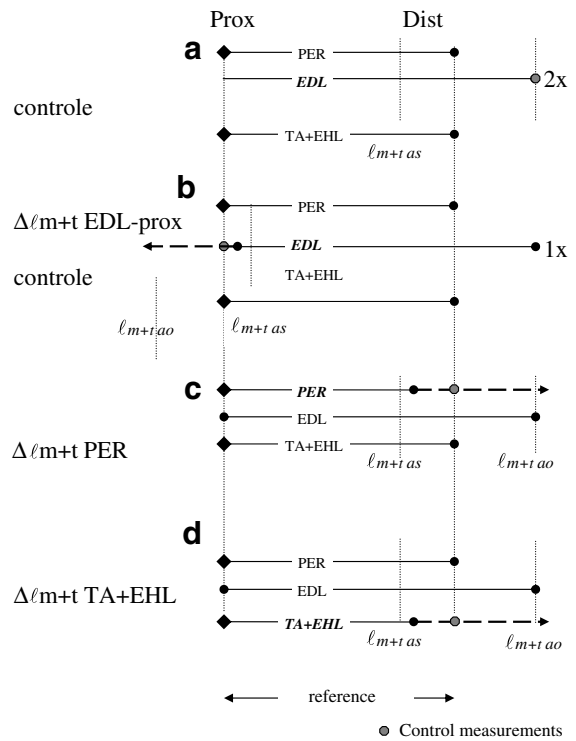 Prox Dist
a
PER
EDL 2x
controle
TA+EHL
ℓm+t as
b
PER
Δℓm+t EDL-prox
EDL 1x
TA+EHL
controle
ℓm+t ao ℓm+t as
c
PER
EDL
Δℓm+t PER
TA+EHL
ℓm+t as ℓm+t ao
d
PER
EDL
Δℓm+t TA+EHL
TA+EHL
ℓm+t as ℓm+t ao
reference
Control measurements